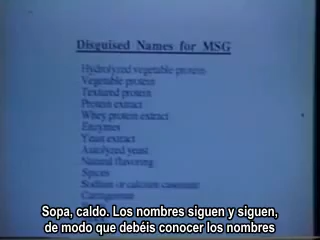 Disguised Names for MSG
Hydrolyzed vegetable protein
Vegetable protein
Textured protein
Protein extract
Whey protein extract
Enzymes
Yeast extract
Autolyzed yeast
Natural flavoring
Spices
Sodium or calcium caseinate
Carrageenan
Sopa, caldo. Los nombres siguen y siguen,
de modo que debéis conocer los nombres